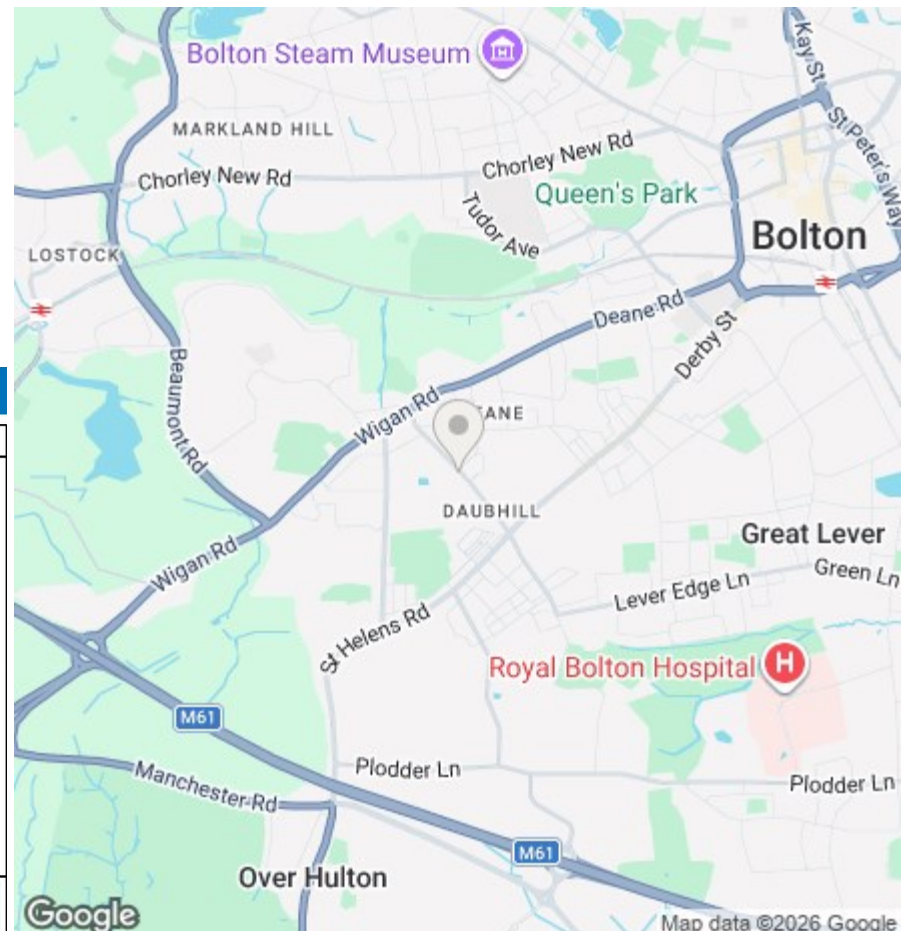 Bolton Steam Museum
Kay St
MARKLAND HILL
St Peter's Way
Chorley New Rd
Chorley New Rd
Queen's Park
Tudor Ave
Bolton
LOSTOCK
Deane Rd
Derby St
Beaumont Rd
Wigan Rd
EANE
DAUBHILL
Great Lever
Wigan Rd
Green Ln
Lever Edge Ln
St Helens Rd
Royal Bolton Hospital
H
M61
Plodder Ln
Plodder Ln
Manchester Rd
M61
Over Hulton
Google
Map data ©2026 Google